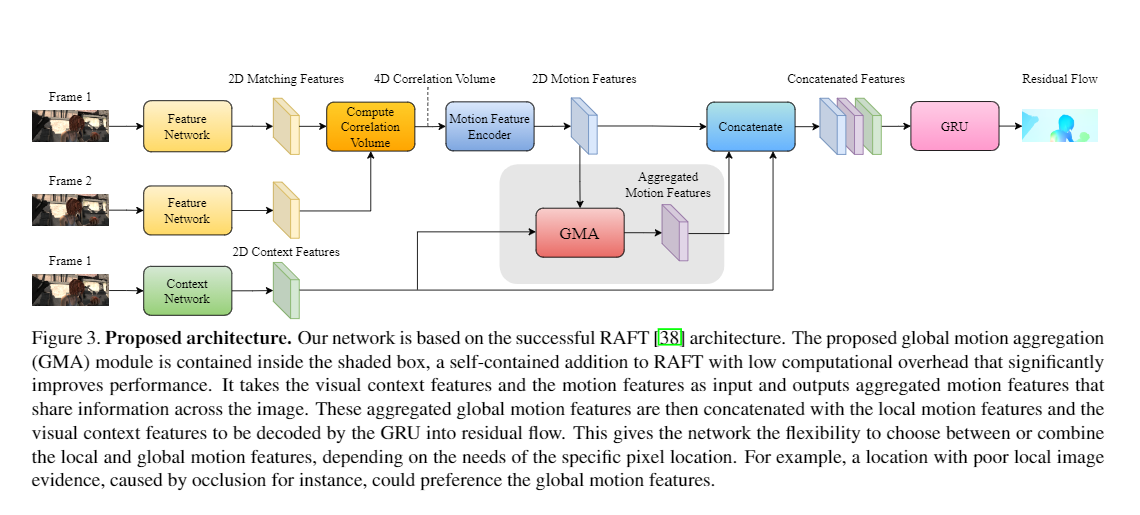 2D Matching Features
4D Correlation Volume
2D Motion Features
Concatenated Features
Residual Flow
Frame 1
Feature
Network
Compute
Correlation
Volume
Motion Feature
Encoder
Concatenate
GRU
Frame 2
Feature
Network
Aggregated
Motion Features
GMA
2D Context Features
Frame 1
Context
Network
Figure 3. Proposed architecture. Our network is based on the successful RAFT [38] architecture. The proposed global motion aggregation
(GMA) module is contained inside the shaded box, a self-contained addition to RAFT with low computational overhead that significantly
improves performance. It takes the visual context features and the motion features as input and outputs aggregated motion features that
share information across the image. These aggregated global motion features are then concatenated with the local motion features and the
visual context features to be decoded by the GRU into residual flow. This gives the network the flexibility to choose between or combine
the local and global motion features, depending on the needs of the specific pixel location. For example, a location with poor local image
evidence, caused by occlusion for instance, could preference the global motion features.